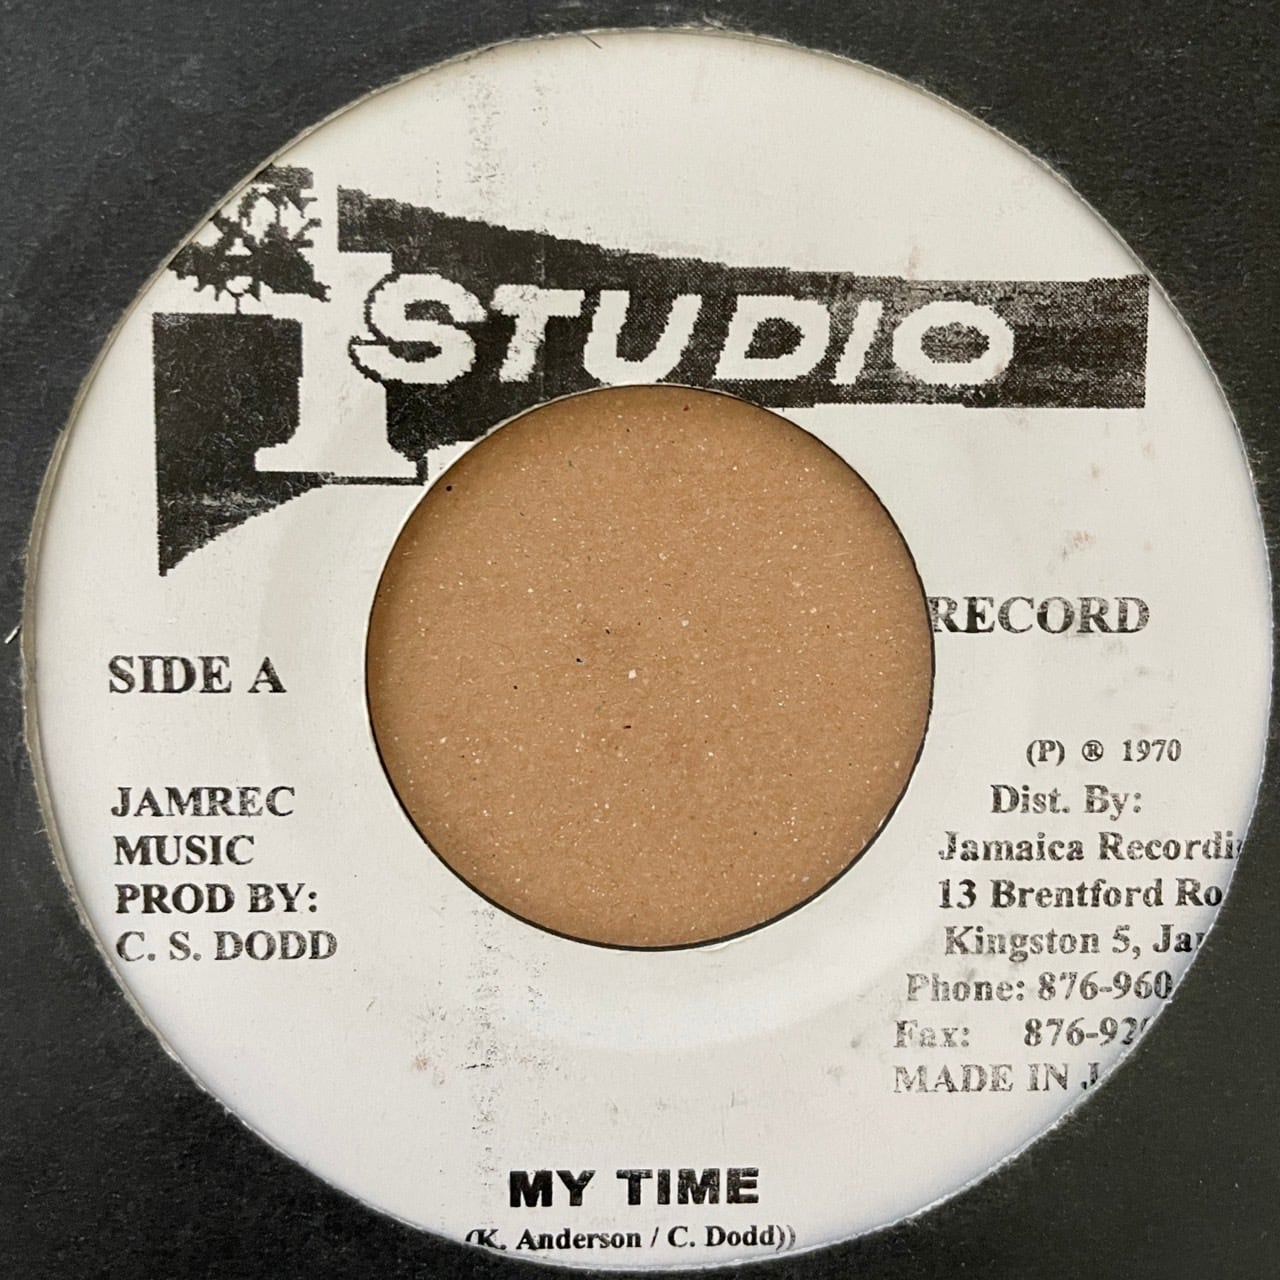 1 STUDIO
RECORD
SIDE A
JAMREC
MUSIC
PROD BY:
C. S. DODD
(P) ® 1970
Dist. By:
Jamaica Recordi
13 Brentford Ro
Kingston 5, Ja
Phone: 876-960
Fax: 876-92
MADE IN J
MY TIME
(K. Anderson / C. Dodd))